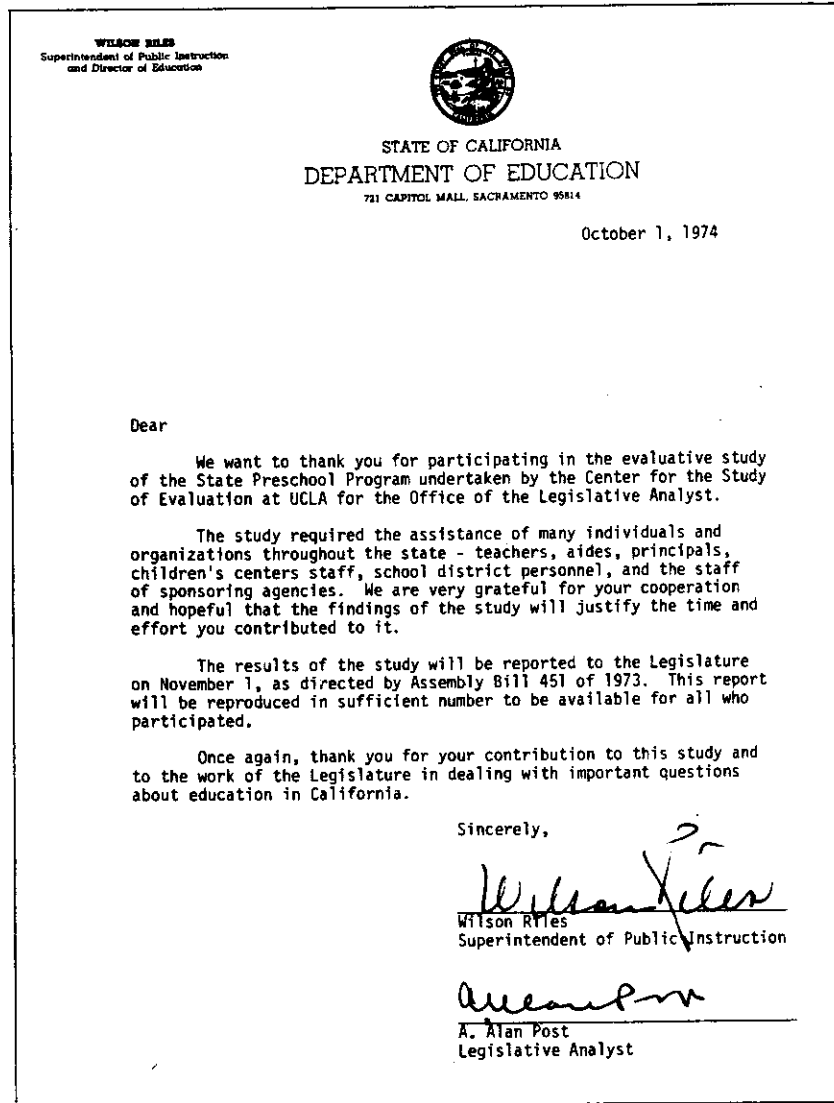 WILSON RILES
Superintendent of Public Instruction
and Director of Education
STATE OF CALIFORNIA
DEPARTMENT OF EDUCATION
721 CAPITOL MALL, SACRAMENTO 95814
October 1, 1974
Dear
We want to thank you for participating in the evaluative study
of the State Preschool Program undertaken by the Center for the Study
of Evaluation at UCLA for the Office of the Legislative Analyst.
The study required the assistance of many individuals and
organizations throughout the state - teachers, aides, principals,
children's centers staff, school district personnel, and the staff
of sponsoring agencies. We are very grateful for your cooperation
and hopeful that the findings of the study will justify the time and
effort you contributed to it.
The results of the study will be reported to the Legislature
on November 1, as directed by Assembly Bill 451 of 1973. This report
will be reproduced in sufficient number to be available for all who
participated.
Once again, thank you for your contribution to this study and
to the work of the Legislature in dealing with important questions
about education in California.
Sincerely,
Wilson Riles
Wilson Riles
Superintendent of Public Instruction
A. Alan Post
Legislative Analyst